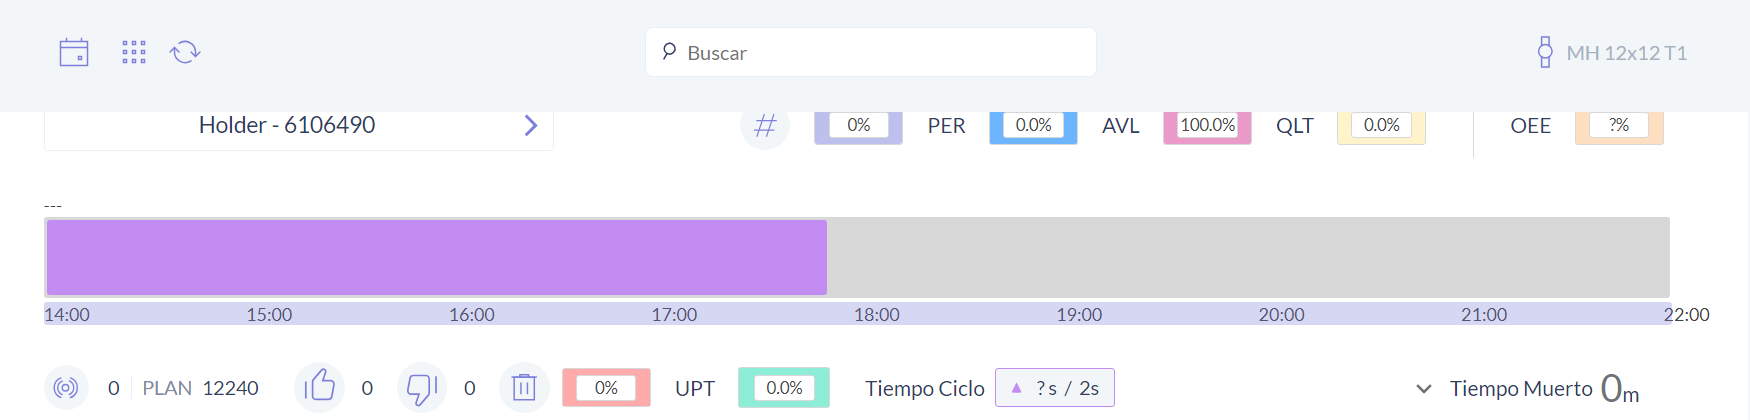 Buscar
MH 12x12 T1
Holder - 6106490
0% PER 0.0% AVL 100.0% QLT 0.0% OEE ?%
---
14:00 15:00 16:00 17:00 18:00 19:00 20:00 21:00 22:00
0 PLAN 12240 0 0 0% UPT 0.0% Tiempo Ciclo ? s / 2s Tiempo Muerto 0m